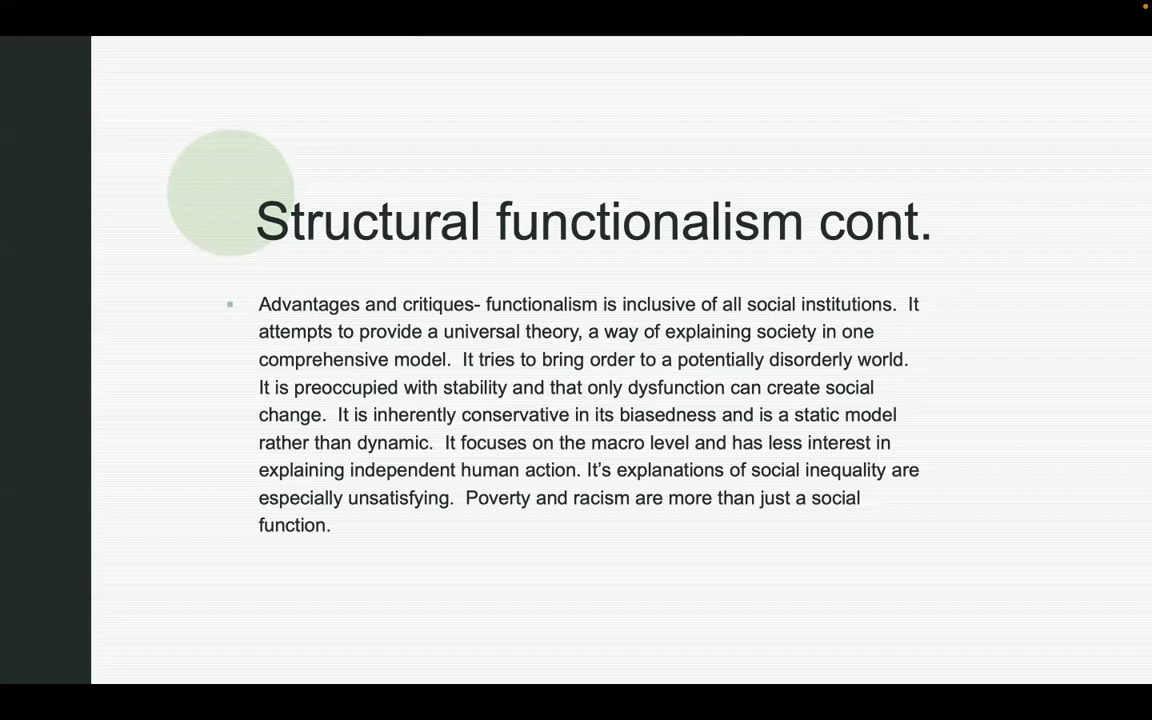 Structural functionalism cont.
Advantages and critiques- functionalism is inclusive of all social institutions.  It
attempts to provide a universal theory, a way of explaining society in one
comprehensive model.  It tries to bring order to a potentially disorderly world.
It is preoccupied with stability and that only dysfunction can create social
change.  It is inherently conservative in its biasedness and is a static model
rather than dynamic.  It focuses on the macro level and has less interest in
explaining independent human action. It’s explanations of social inequality are
especially unsatisfying.  Poverty and racism are more than just a social
function.